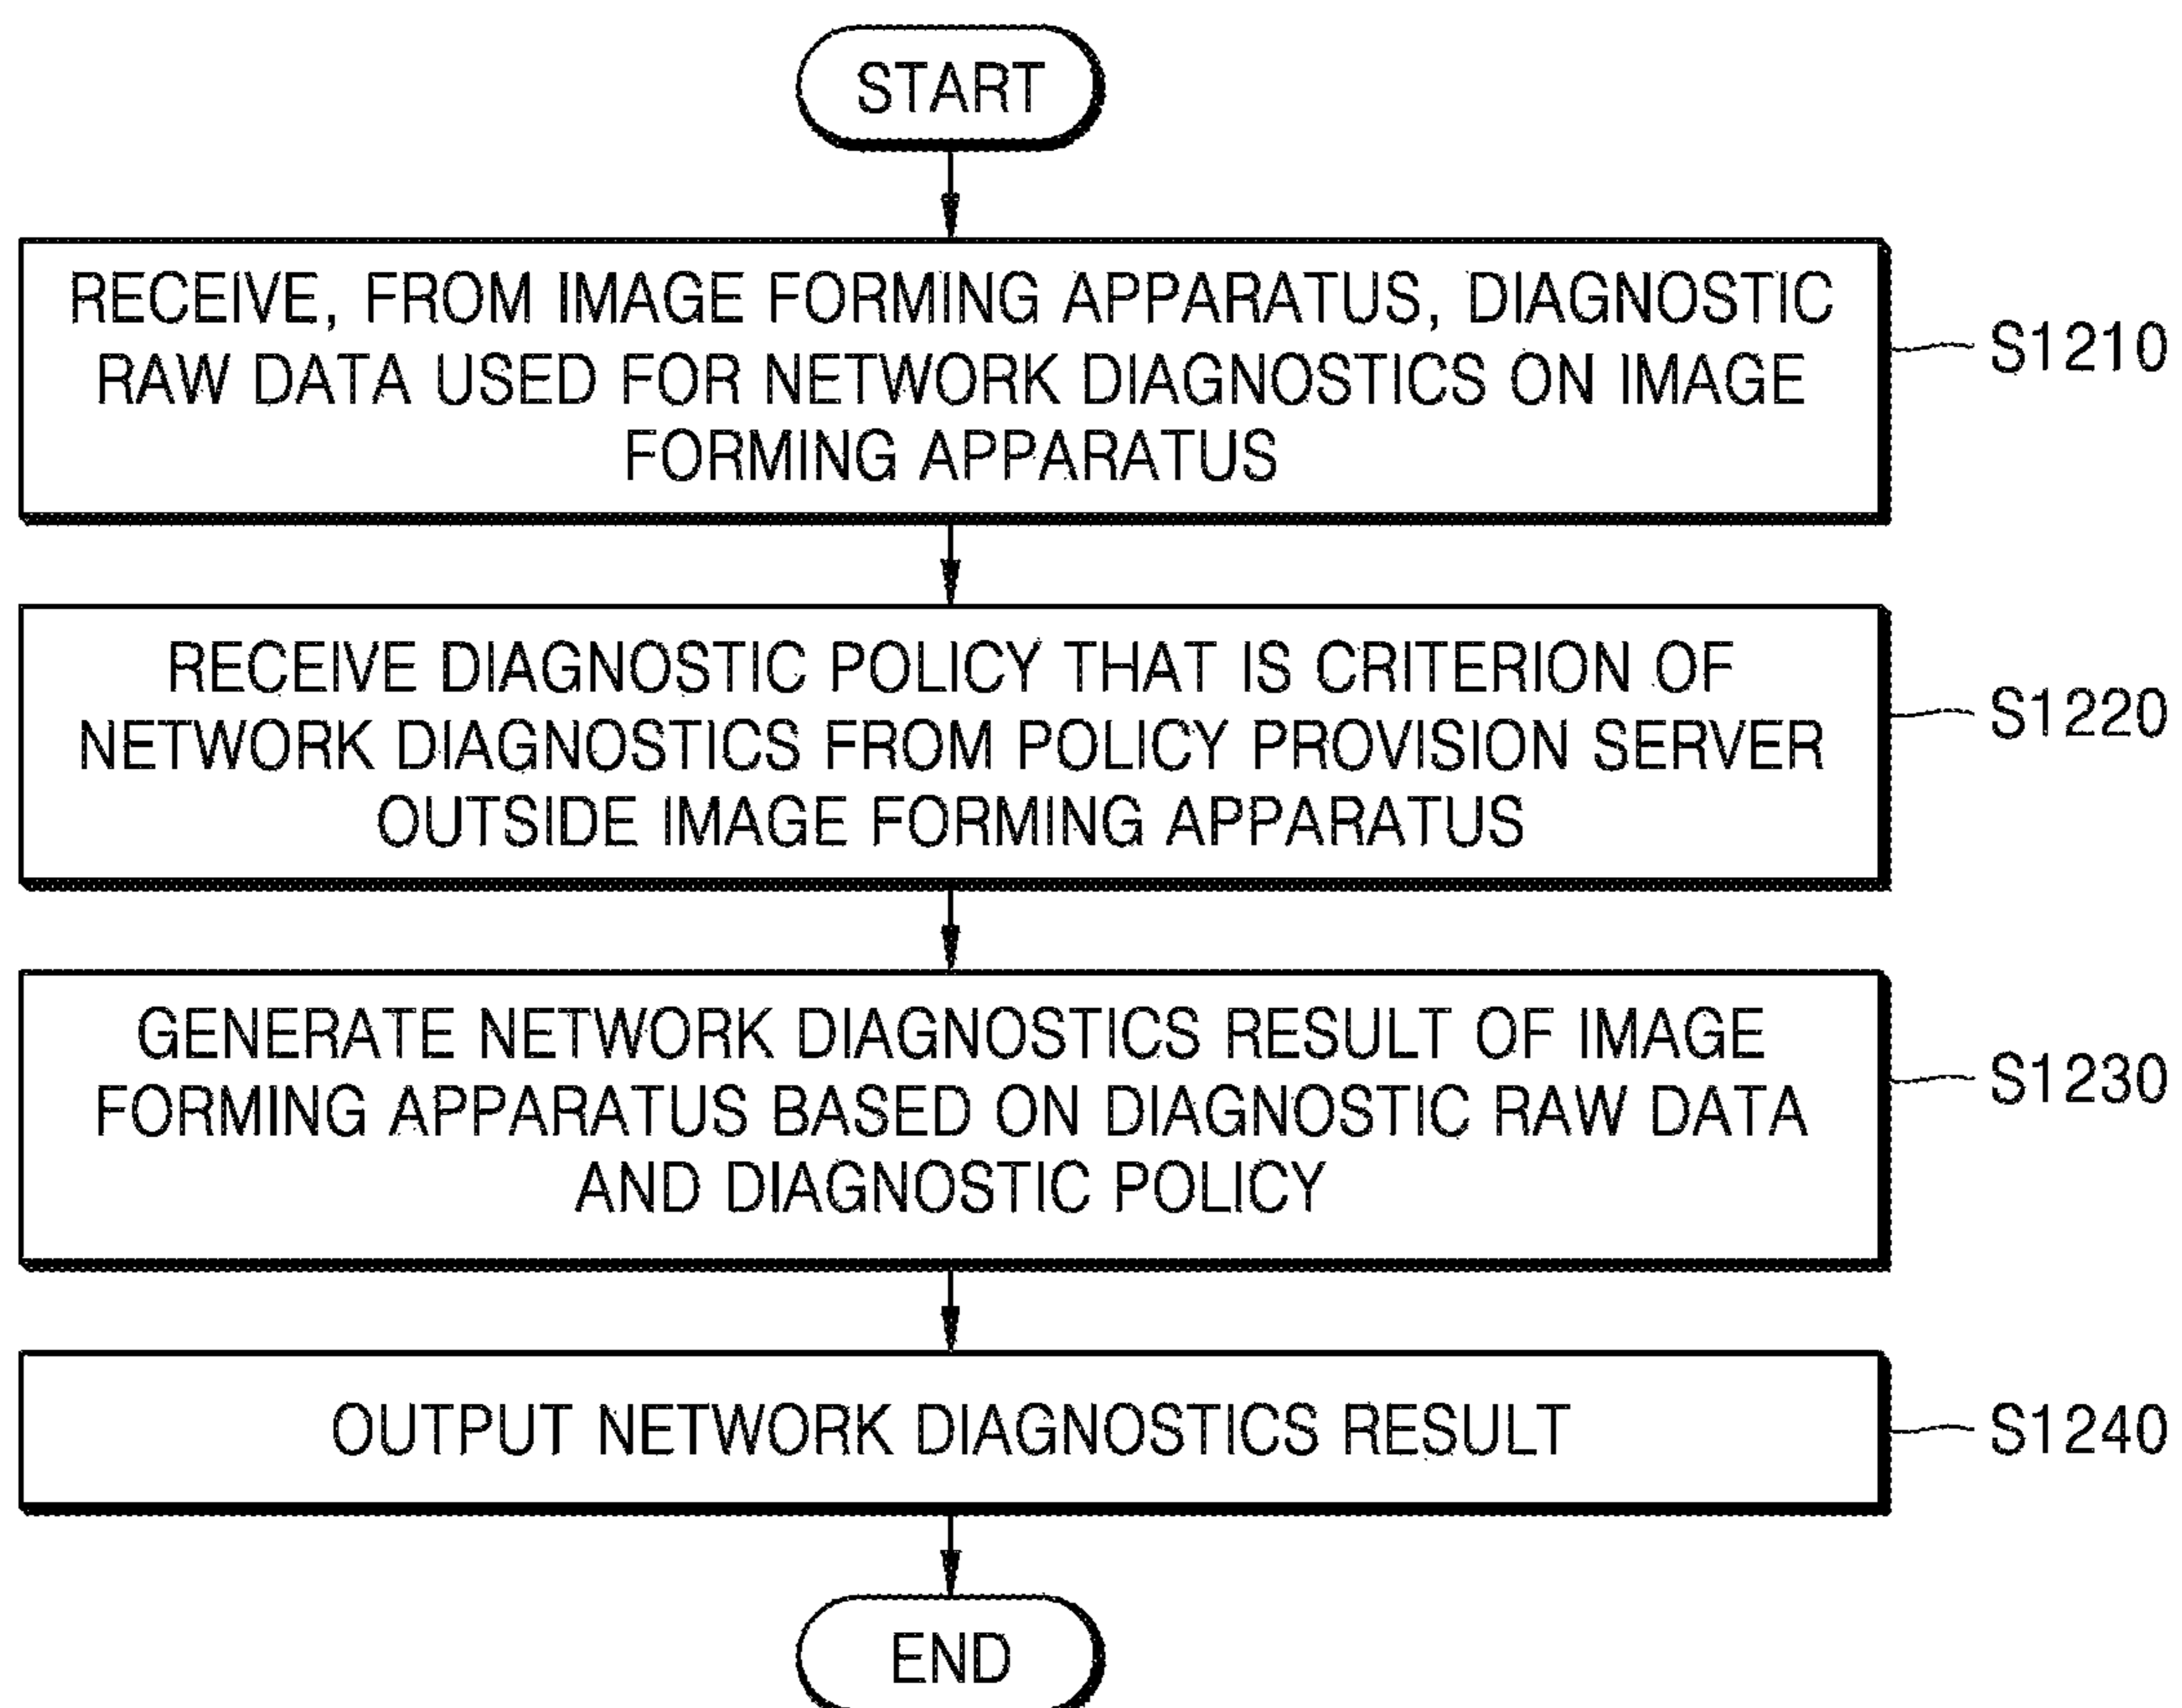 START
RECEIVE, FROM IMAGE FORMING APPARATUS, DIAGNOSTIC
RAW DATA USED FOR NETWORK DIAGNOSTICS ON IMAGE
FORMING APPARATUS
S1210
RECEIVE DIAGNOSTIC POLICY THAT IS CRITERION OF
NETWORK DIAGNOSTICS FROM POLICY PROVISION SERVER
OUTSIDE IMAGE FORMING APPARATUS
S1220
GENERATE NETWORK DIAGNOSTICS RESULT OF IMAGE
FORMING APPARATUS BASED ON DIAGNOSTIC RAW DATA
AND DIAGNOSTIC POLICY
S1230
OUTPUT NETWORK DIAGNOSTICS RESULT
S1240
END